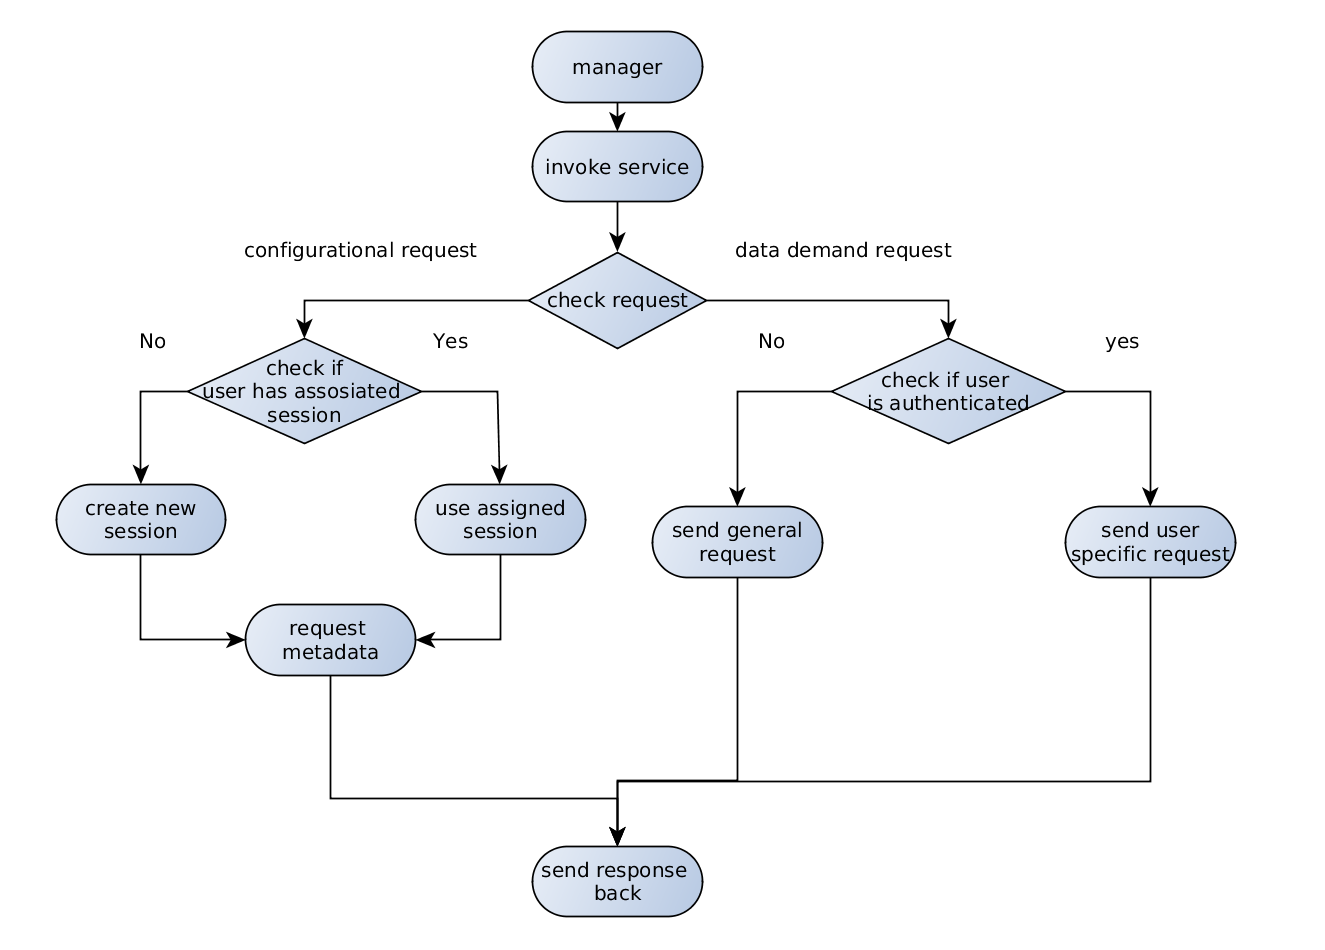 manager
invoke service
configurational request
data demand request
check request
No
Yes
No
yes
check if
user has assosiated
session
check if user
is authenticated
create new
session
use assigned
session
send general
request
send user
specific request
request
metadata
send response
back